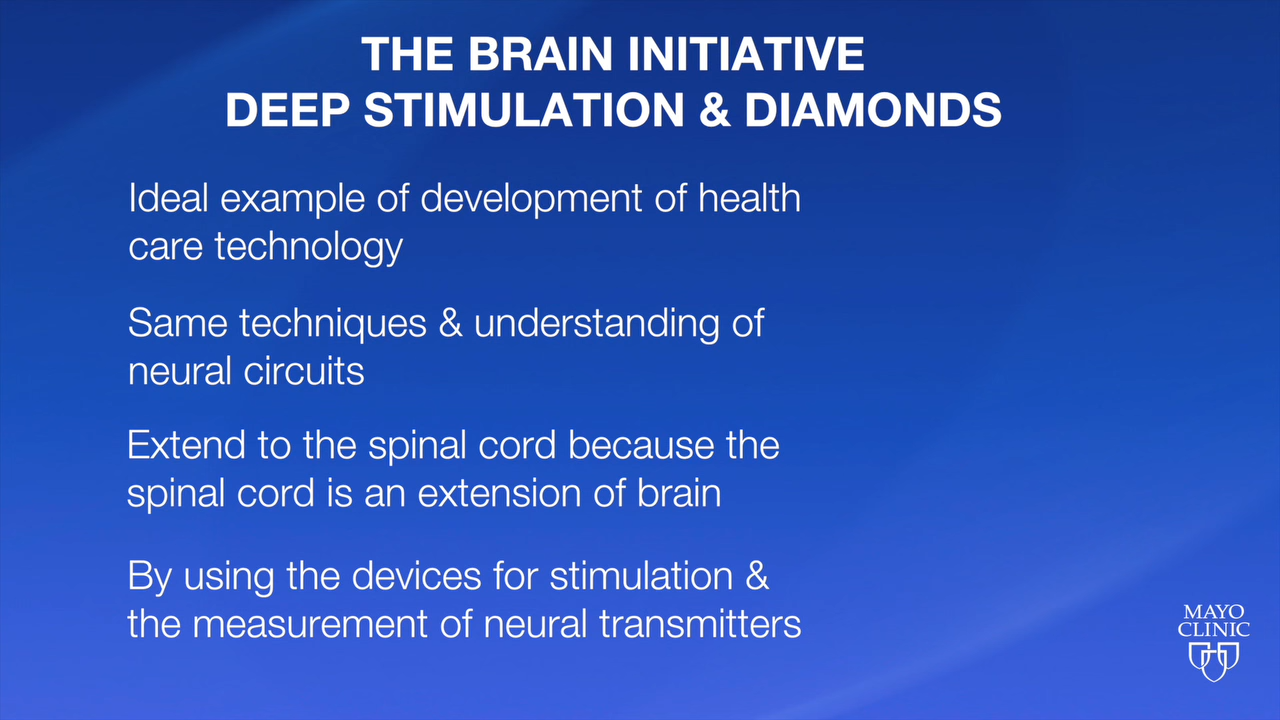 THE BRAIN INITIATIVE
DEEP STIMULATION & DIAMONDS
Ideal example of development of health
care technology
Same techniques & understanding of
neural circuits
Extend to the spinal cord because the
spinal cord is an extension of brain
By using the devices for stimulation &
the measurement of neural transmitters
MAYO
CLINIC